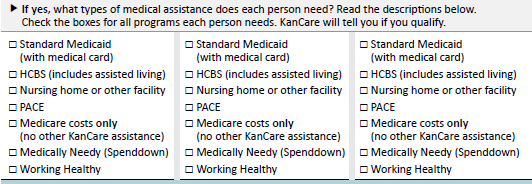 ▶ If yes, what types of medical assistance does each person need? Read the descriptions below.
Check the boxes for all programs each person needs. KanCare will tell you if you qualify.
□ Standard Medicaid
(with medical card)
□ HCBS (includes assisted living)
□ Nursing home or other facility
□ PACE
□ Medicare costs only
(no other KanCare assistance)
□ Medically Needy (Spenddown)
□ Working Healthy
□ Standard Medicaid
(with medical card)
□ HCBS (includes assisted living)
□ Nursing home or other facility
□ PACE
□ Medicare costs only
(no other KanCare assistance)
□ Medically Needy (Spenddown)
□ Working Healthy
□ Standard Medicaid
(with medical card)
□ HCBS (includes assisted living)
□ Nursing home or other facility
□ PACE
□ Medicare costs only
(no other KanCare assistance)
□ Medically Needy (Spenddown)
□ Working Healthy